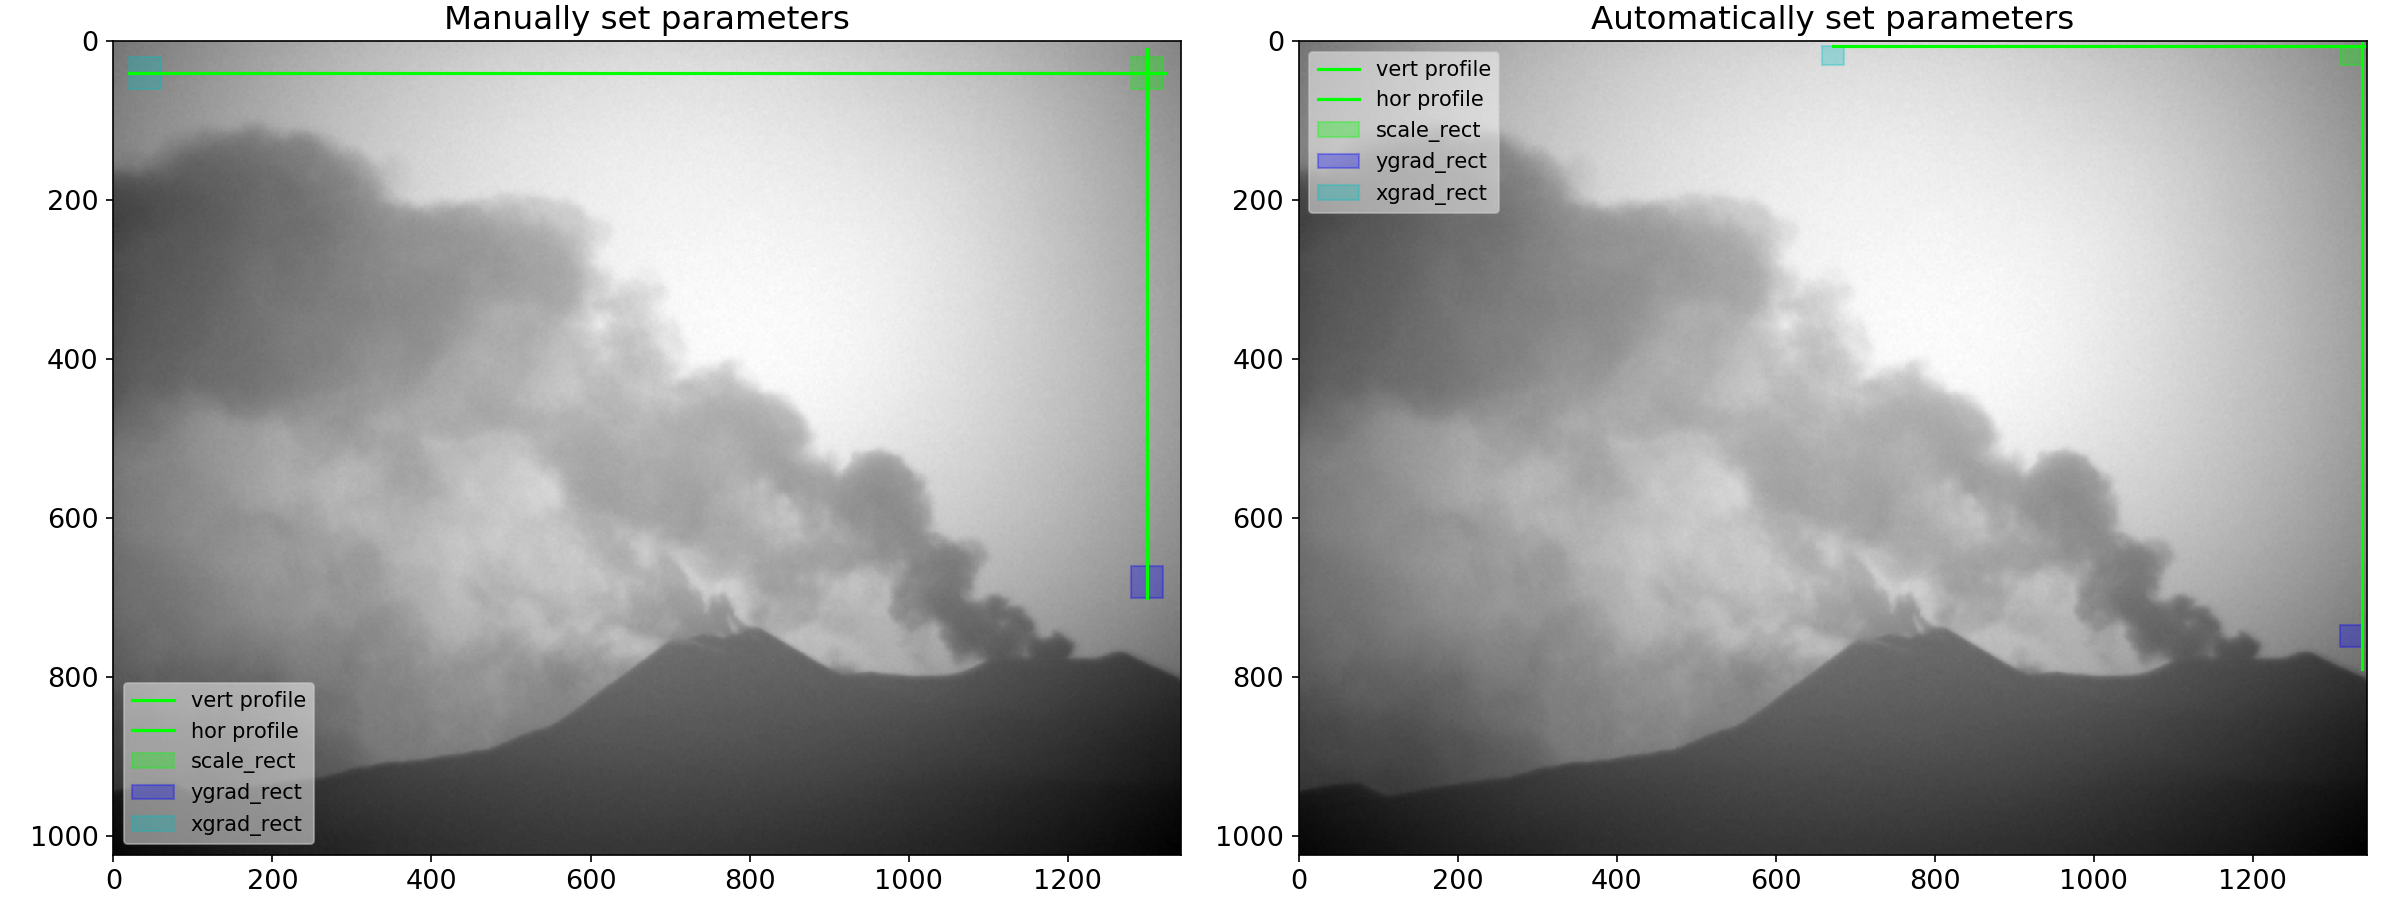 Manually set parameters
0
200
400
600
800
1000
vert profile
hor profile
scale_rect
ygrad_rect
xgrad_rect
0 200 400 600 800 1000 1200
Automatically set parameters
0
200
400
600
800
1000
vert profile
hor profile
scale_rect
ygrad_rect
xgrad_rect
0 200 400 600 800 1000 1200